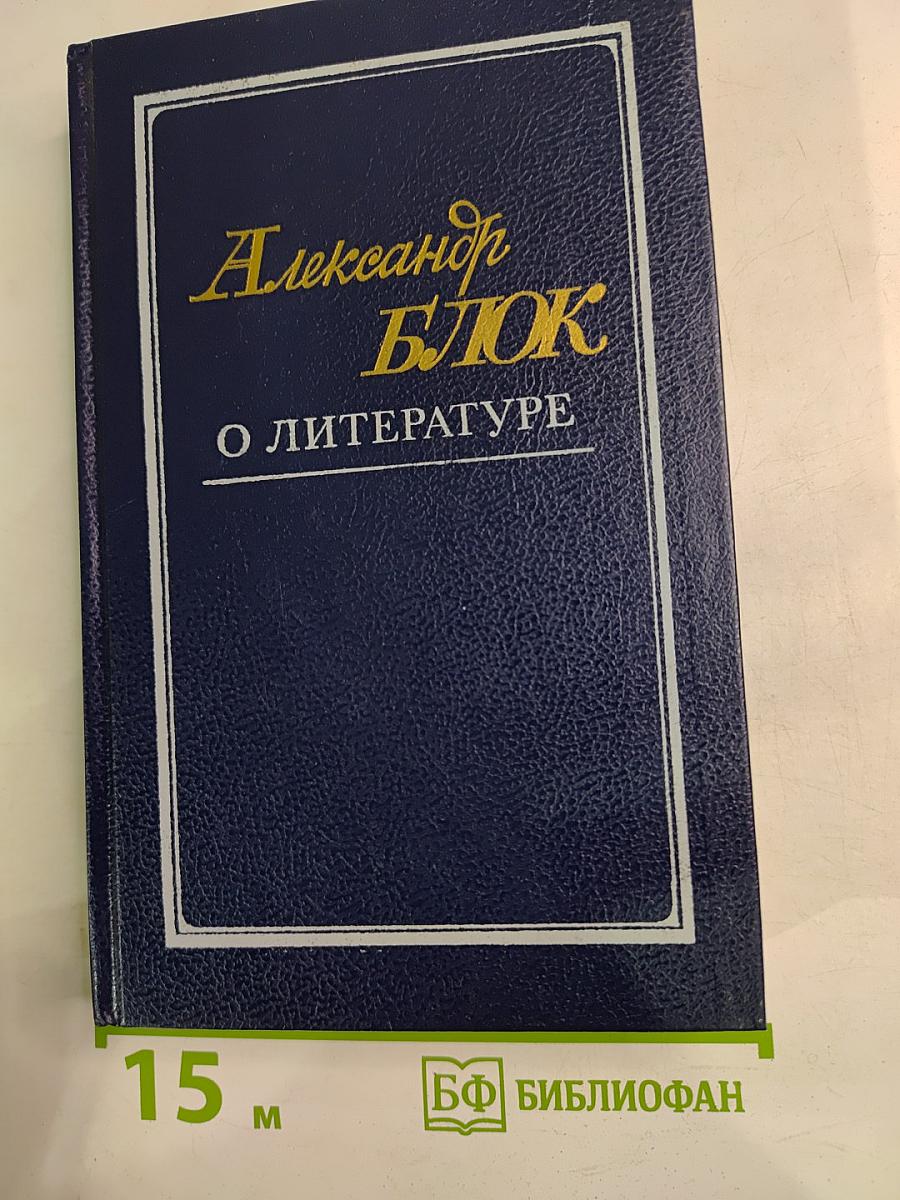 Александр
БЛОК
О ЛИТЕРАТУРЕ
15 м
БФ БИБЛИОФАН